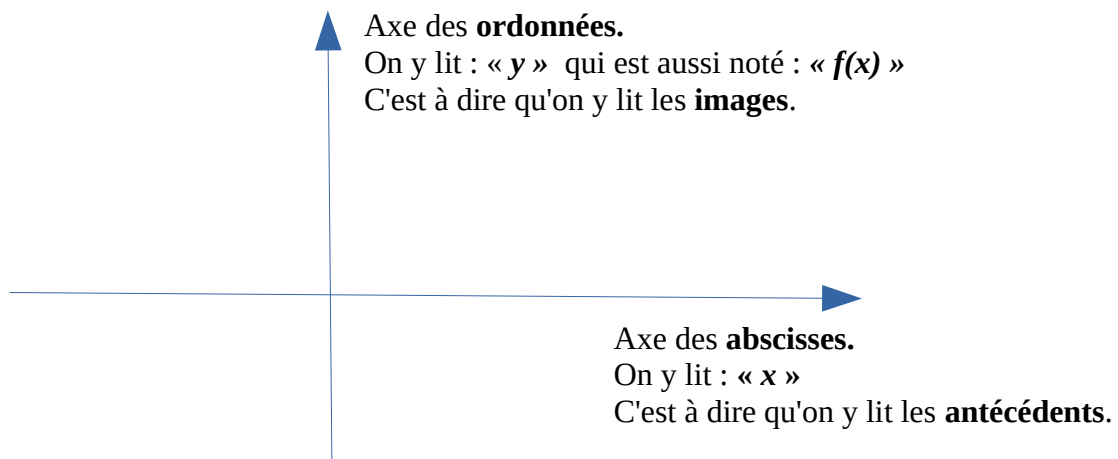 Axe des ordonnées.
On y lit : « y » qui est aussi noté : « f(x) »
C'est à dire qu'on y lit les images.
Axe des abscisses.
On y lit : « x »
C'est à dire qu'on y lit les antécédents.